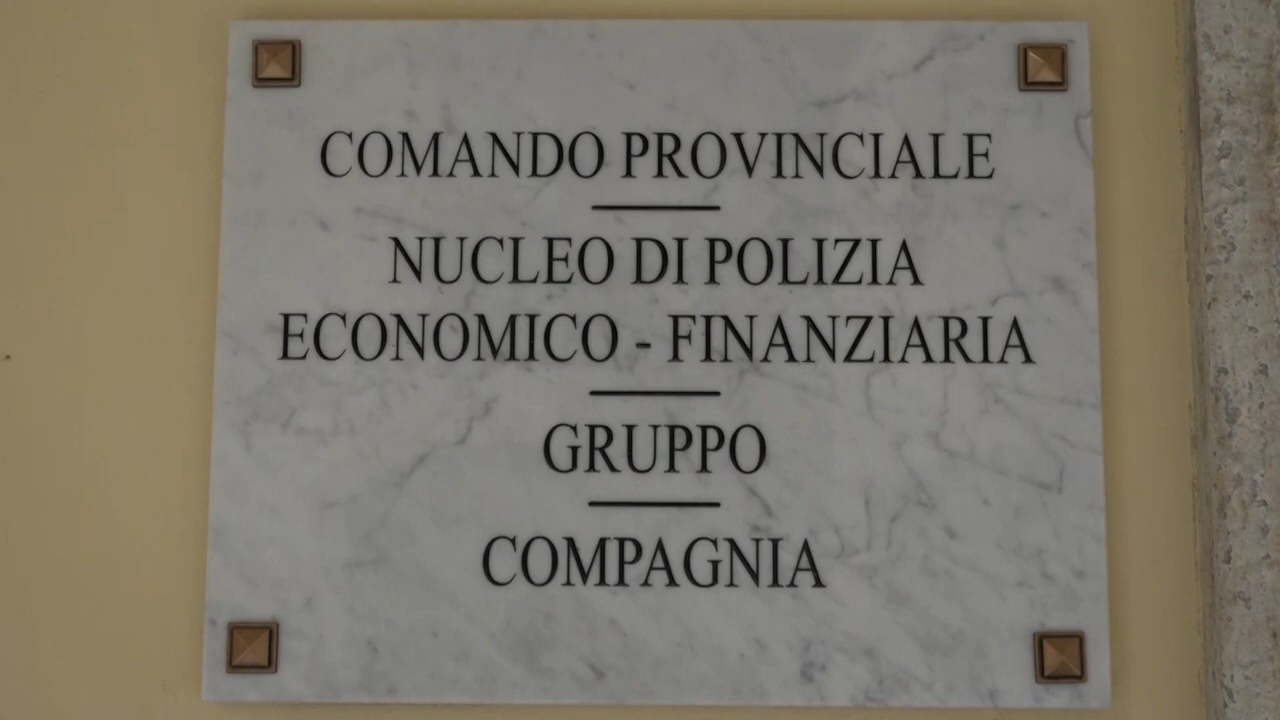 COMANDO PROVINCIALE
NUCLEO DI POLIZIA
ECONOMICO - FINANZIARIA
GRUPPO
COMPAGNIA